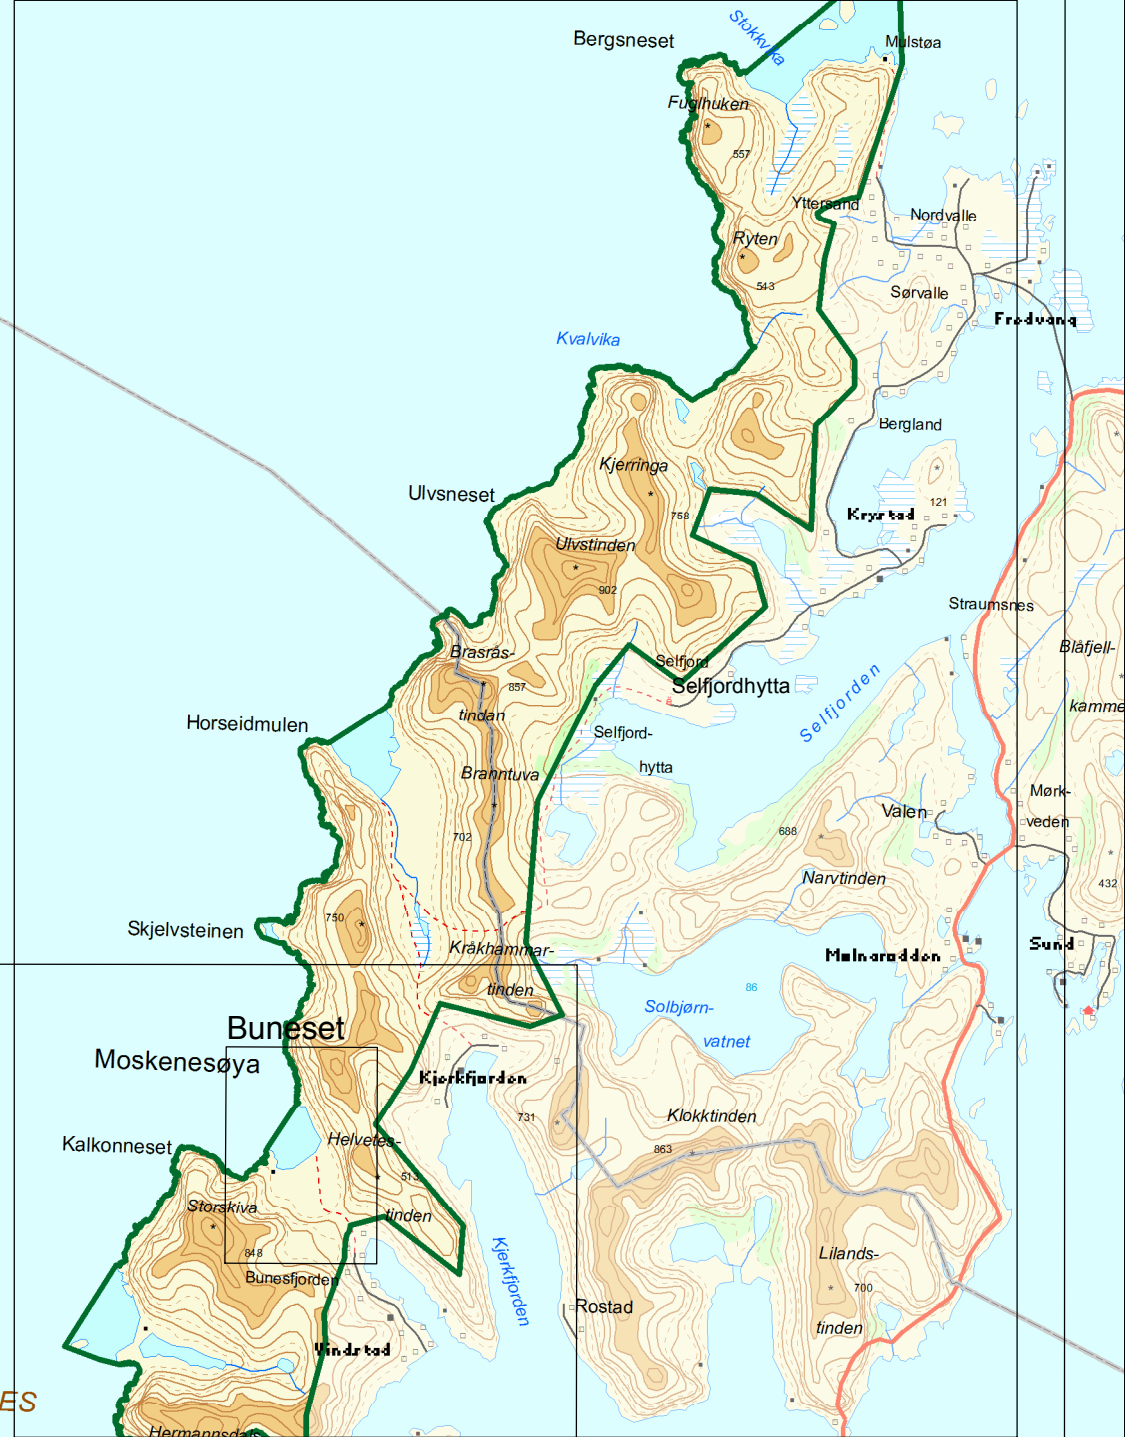 Stokkvika
Bergsneset
Mulstøa
Fuglhuken
557
Yttersand
Nordvalle
Ryten
543
Sørvalle
Fredvang
Kvalvika
Bergland
Kjerringa
Ulvsneset
758
121
Krystad
Ulvstinden
902
Straumsnes
Brasrås-
tindan
857
Selfjord
Selfjordhytta
Selfjorden
Blåfjell-
kamme
Horseidmulen
Selfjord-
hytta
Branntuva
702
Mørk-
veden
Valen
688
Narvtinden
432
750
Skjelvsteinen
Kråkhammar-
tinden
Sund
86
Solbjørn-
vatnet
Buneset
Moskenesøya
Kjerkfjorden
731
Klokktinden
863
Kalkonneset
Helvetes-
tinden
513
Storskiva
848
Bunesfjorden
Kjerkfjorden
Lilands-
tinden
700
Rostad
Vindstad
ES
Hermannsdals-